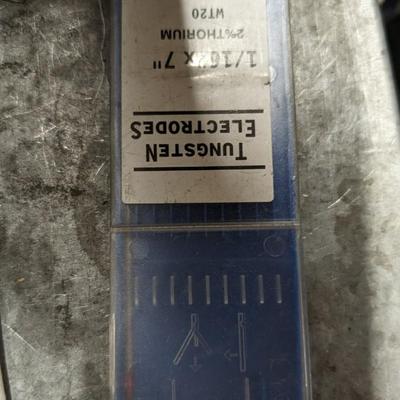 TUNGSTEN
ELECTRODES
1/16" x 7"
2%THORIUM
WT20